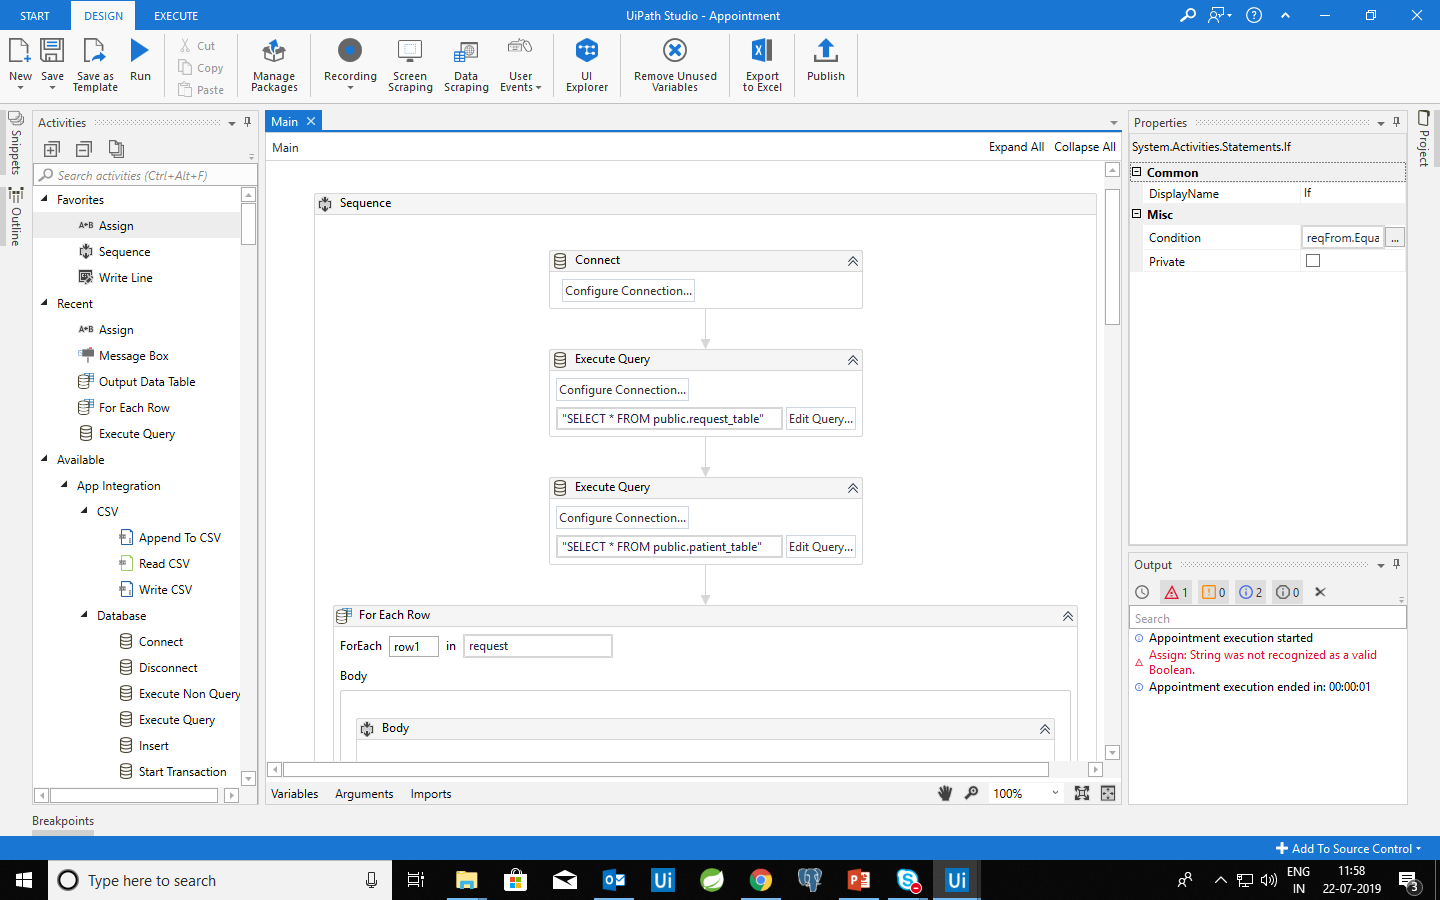 START DESIGN EXECUTE UiPath Studio - Appointment
New Save Save as Template Run
Cut
Copy
Paste
Manage Packages
Recording
Screen Scraping
Data Scraping
User Events
UI Explorer
Remove Unused Variables
Export to Excel
Publish
Snippets
Outline
Activities
Search activities (Ctrl+Alt+F)
Favorites
A+B Assign
Sequence
Write Line
Recent
A+B Assign
Message Box
Output Data Table
For Each Row
Execute Query
Available
App Integration
CSV
Append To CSV
Read CSV
Write CSV
Database
Connect
Disconnect
Execute Non Query
Execute Query
Insert
Start Transaction
Main
Main Expand All Collapse All
Sequence
Connect
Configure Connection...
Execute Query
Configure Connection...
"SELECT * FROM public.request_table" Edit Query...
Execute Query
Configure Connection...
"SELECT * FROM public.patient_table" Edit Query...
For Each Row
ForEach row1 in request
Body
Body
Variables Arguments Imports 100%
Properties
System.Activities.Statements.If
Common
DisplayName If
Misc
Condition reqFrom.Equa ...
Private
Project
Output
1 0 2 0
Search
Appointment execution started
Assign: String was not recognized as a valid
Boolean.
Appointment execution ended in: 00:00:01
Breakpoints
Add To Source Control
Type here to search
Ui
Ui
ENG
IN
11:58
22-07-2019
3